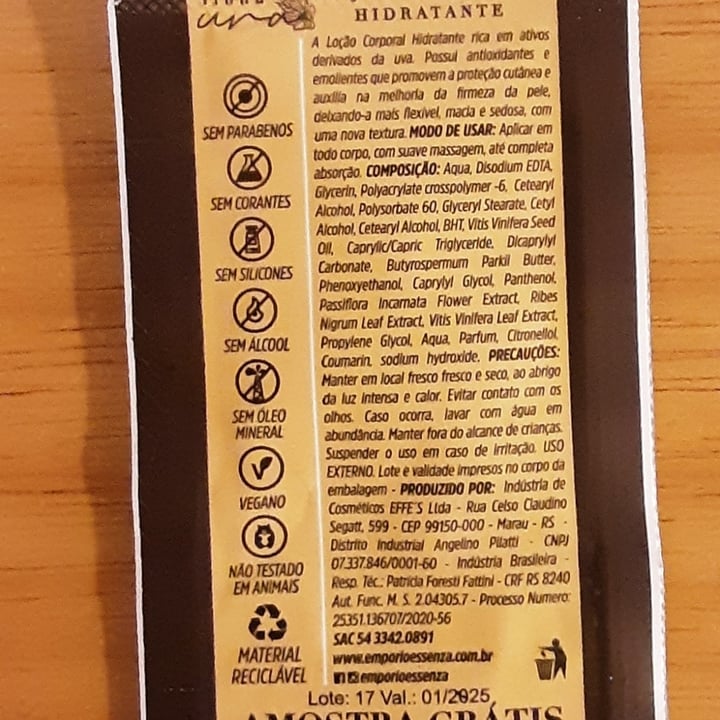 uva
HIDRATANTE
A Loção Corporal Hidratante rica em ativos
derivados da uva. Possui antioxidantes e
emolientes que promovem a proteção cutânea e
auxilia na melhoria da firmeza da pele,
deixando-a mais flexível, macia e sedosa, com
uma nova textura. MODO DE USAR: Aplicar em
todo corpo, com suave massagem, até completa
absorção. COMPOSIÇÃO: Aqua, Disodium EDTA,
Glycerin, Polyacrylate crosspolymer -6, Cetearyl
Alcohol, Polysorbate 60, Glyceryl Stearate, Cetyl
Alcohol, Cetearyl Alcohol, BHT, Vitis Vinifera Seed
Oil, Caprylic/Capric Triglyceride, Dicaprylyl
Carbonate, Butyrospermum Parkii Butter,
Phenoxyethanol, Caprylyl Glycol, Panthenol,
Passiflora Incarnata Flower Extract, Ribes
Nigrum Leaf Extract, Vitis Vinifera Leaf Extract,
Propylene Glycol, Aqua, Parfum, Citronellol,
Coumarin, sodium hydroxide. PRECAUÇÕES:
Manter em local fresco fresco e seco, ao abrigo
da luz intensa e calor. Evitar contato com os
olhos. Caso ocorra, lavar com água em
abundância. Manter fora do alcance de crianças.
Suspender o uso em caso de irritação. USO
EXTERNO. Lote e validade impresos no corpo da
embalagem - PRODUZIDO POR: Indústria de
Cosméticos EFFE'S Ltda - Rua Celso Claudino
Segatt, 599 - CEP 99150-000 - Marau - RS -
Distrito Industrial Angelino Pilatti - CNPJ
07.337.846/0001-60 - Indústria Brasileira -
Resp. Téc.: Patrícia Foresti Fattini - CRF RS 8240
Aut. Func. M. S. 2.04305.7 - Processo Numero:
25351.136707/2020-56
SAC 54 3342.0891
www.emporioessenza.com.br
emporioessenza
SEM PARABENOS
SEM CORANTES
SEM SILICONES
SEM ÁLCOOL
SEM ÓLEO
MINERAL
VEGANO
NÃO TESTADO
EM ANIMAIS
MATERIAL
RECICLÁVEL
Lote: 17 Val.: 01/2025
AMOSTRA GRÁTIS